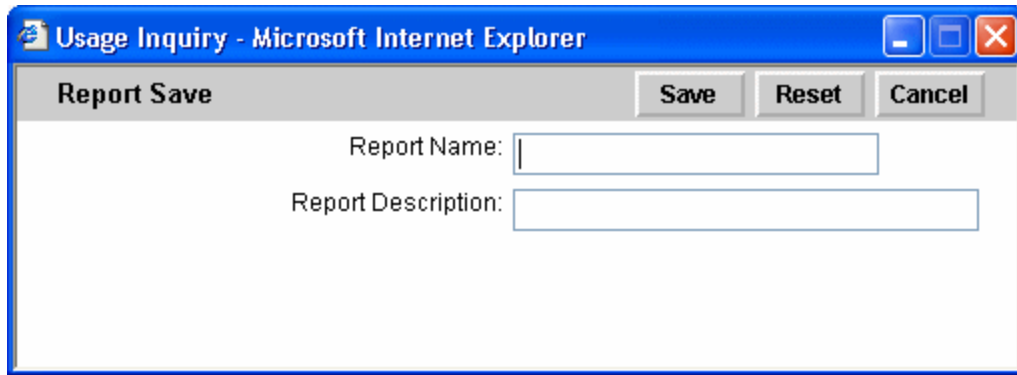 Usage Inquiry - Microsoft Internet Explorer
Report Save Save Reset Cancel
Report Name:
Report Description: